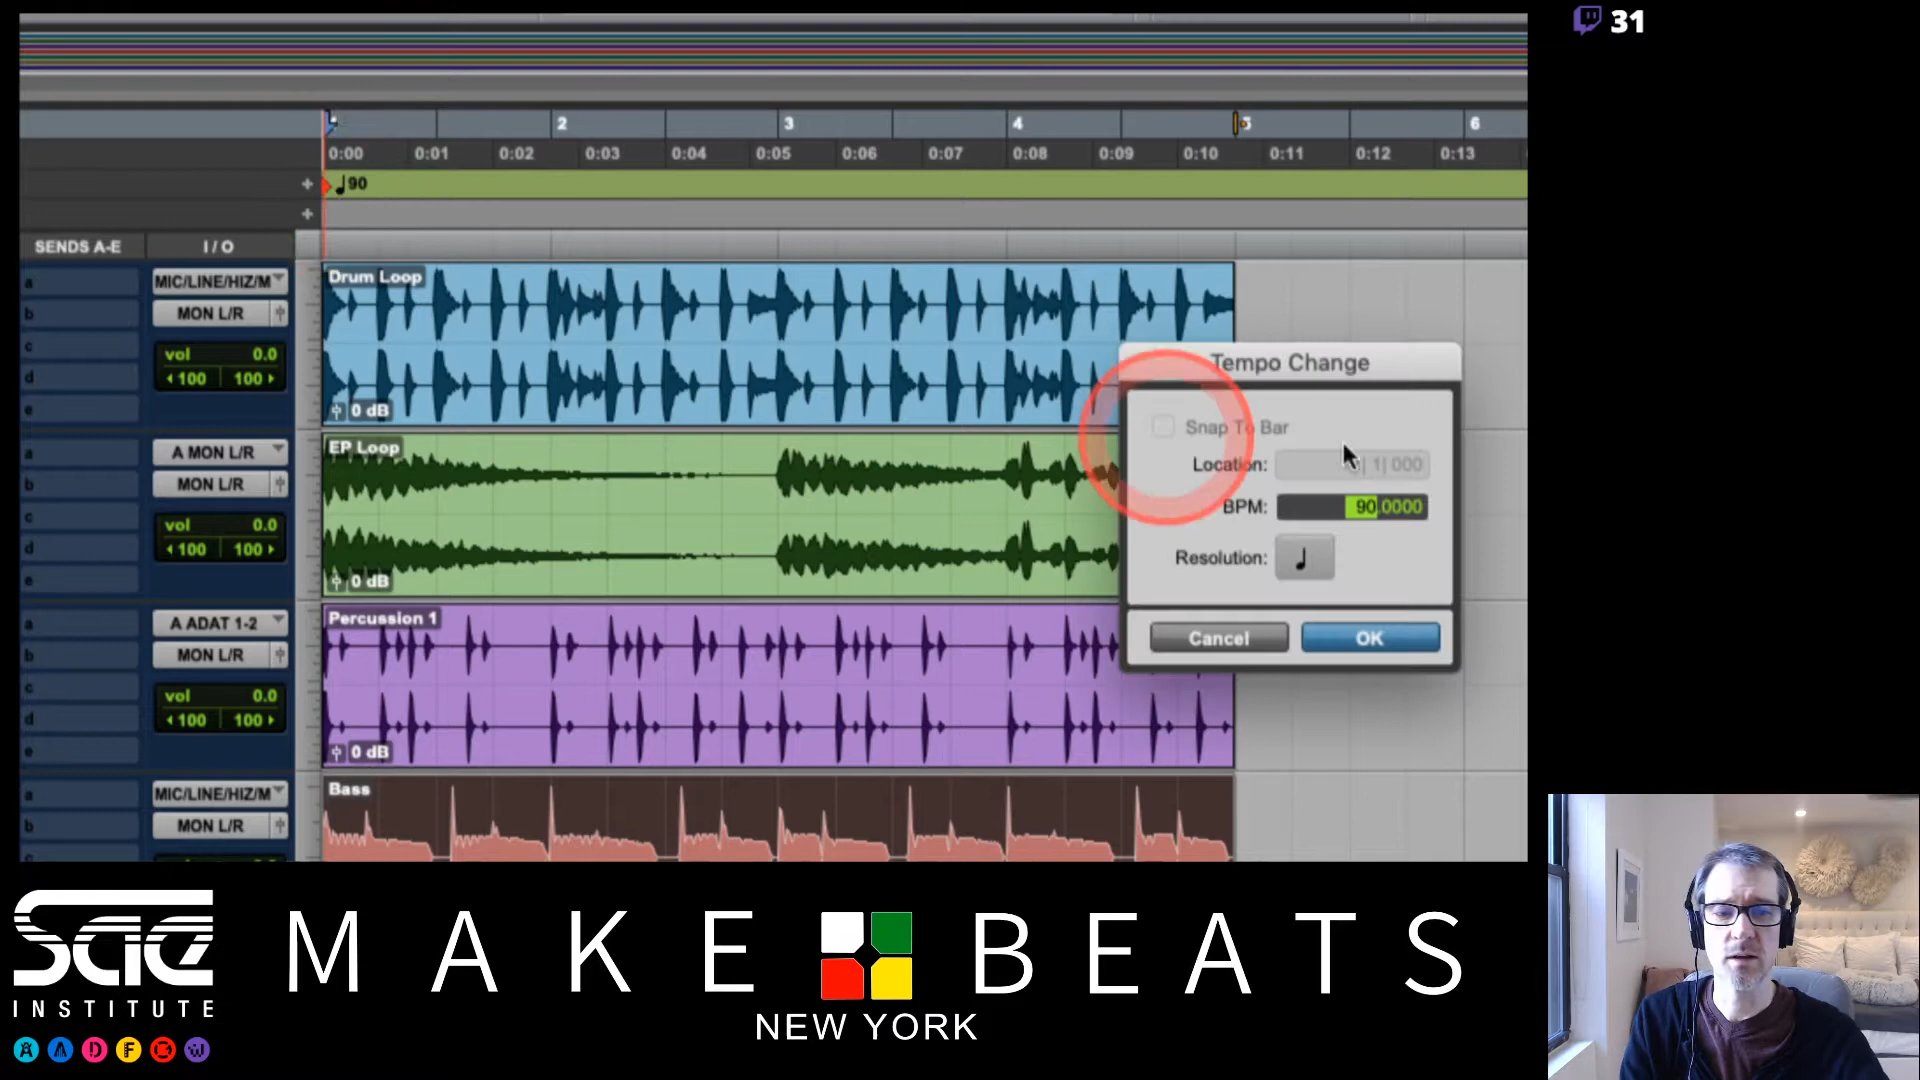 31
2
3
4
5
6
0:00
0:01
0:02
0:03
0:04
0:05
0:06
0:07
0:08
0:09
0:10
0:11
0:12
0:13
+
90
+
SENDS A-E
I / O
Drum Loop
a
b
c
d
e
MIC/LINE/HIZ/M
MON L/R
vol 0.0
100 100
0 dB
EP Loop
a
b
c
d
e
A MON L/R
MON L/R
vol 0.0
100 100
0 dB
Percussion 1
a
b
c
d
e
A ADAT 1-2
MON L/R
vol 0.0
100 100
0 dB
Bass
a
b
MIC/LINE/HIZ/M
MON L/R
Tempo Change
Snap To Bar
Location: 1| 000
BPM: 90.0000
Resolution:
Cancel
OK
sae
INSTITUTE
MAKE BEATS
NEW YORK